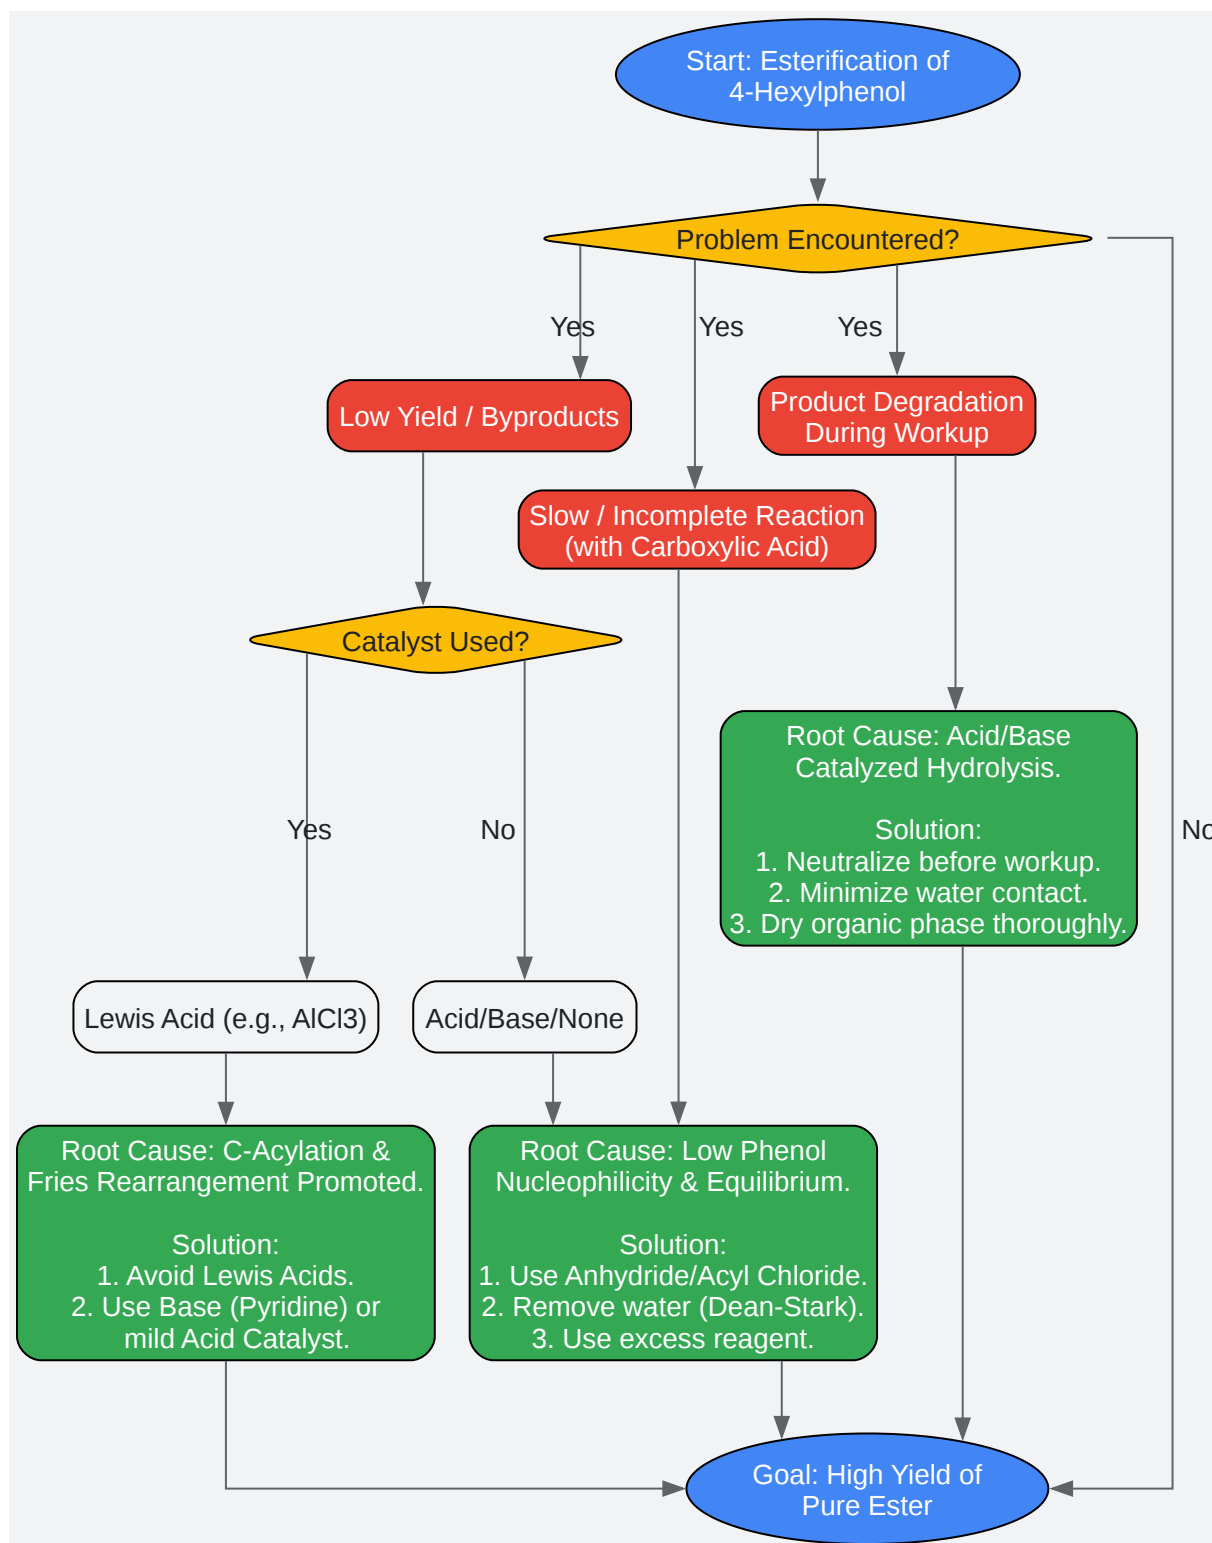 Start: Esterification of
4-Hexylphenol
Problem Encountered?
Yes
Yes
Yes
No
Low Yield / Byproducts
Product Degradation
During Workup
Slow / Incomplete Reaction
(with Carboxylic Acid)
Catalyst Used?
Yes
No
Root Cause: Acid/Base
Catalyzed Hydrolysis.
Solution:
1. Neutralize before workup.
2. Minimize water contact.
3. Dry organic phase thoroughly.
Lewis Acid (e.g., AlCl3)
Acid/Base/None
Root Cause: C-Acylation &
Fries Rearrangement Promoted.
Solution:
1. Avoid Lewis Acids.
2. Use Base (Pyridine) or
mild Acid Catalyst.
Root Cause: Low Phenol
Nucleophilicity & Equilibrium.
Solution:
1. Use Anhydride/Acyl Chloride.
2. Remove water (Dean-Stark).
3. Use excess reagent.
Goal: High Yield of
Pure Ester